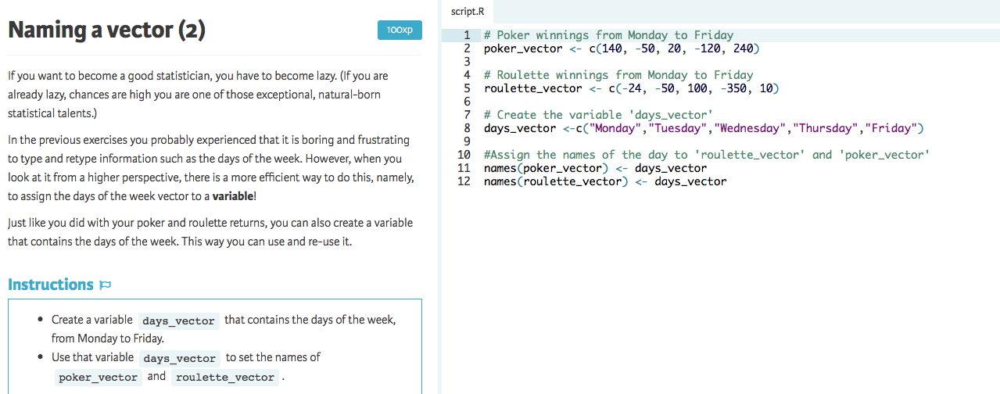 Naming a vector (2)
100xp
If you want to become a good statistician, you have to become lazy. (If you are
already lazy, chances are high you are one of those exceptional, natural-born
statistical talents.)
In the previous exercises you probably experienced that it is boring and frustrating
to type and retype information such as the days of the week. However, when you
look at it from a higher perspective, there is a more efficient way to do this, namely,
to assign the days of the week vector to a variable!
Just like you did with your poker and roulette returns, you can also create a variable
that contains the days of the week. This way you can use and re-use it.
Instructions
• Create a variable days_vector that contains the days of the week,
from Monday to Friday.
• Use that variable days_vector to set the names of
poker_vector and roulette_vector .
script.R
1 # Poker winnings from Monday to Friday
2 poker_vector <- c(140, -50, 20, -120, 240)
3
4 # Roulette winnings from Monday to Friday
5 roulette_vector <- c(-24, -50, 100, -350, 10)
6
7 # Create the variable 'days_vector'
8 days_vector <-c("Monday","Tuesday","Wednesday","Thursday","Friday")
9
10 #Assign the names of the day to 'roulette_vector' and 'poker_vector'
11 names(poker_vector) <- days_vector
12 names(roulette_vector) <- days_vector